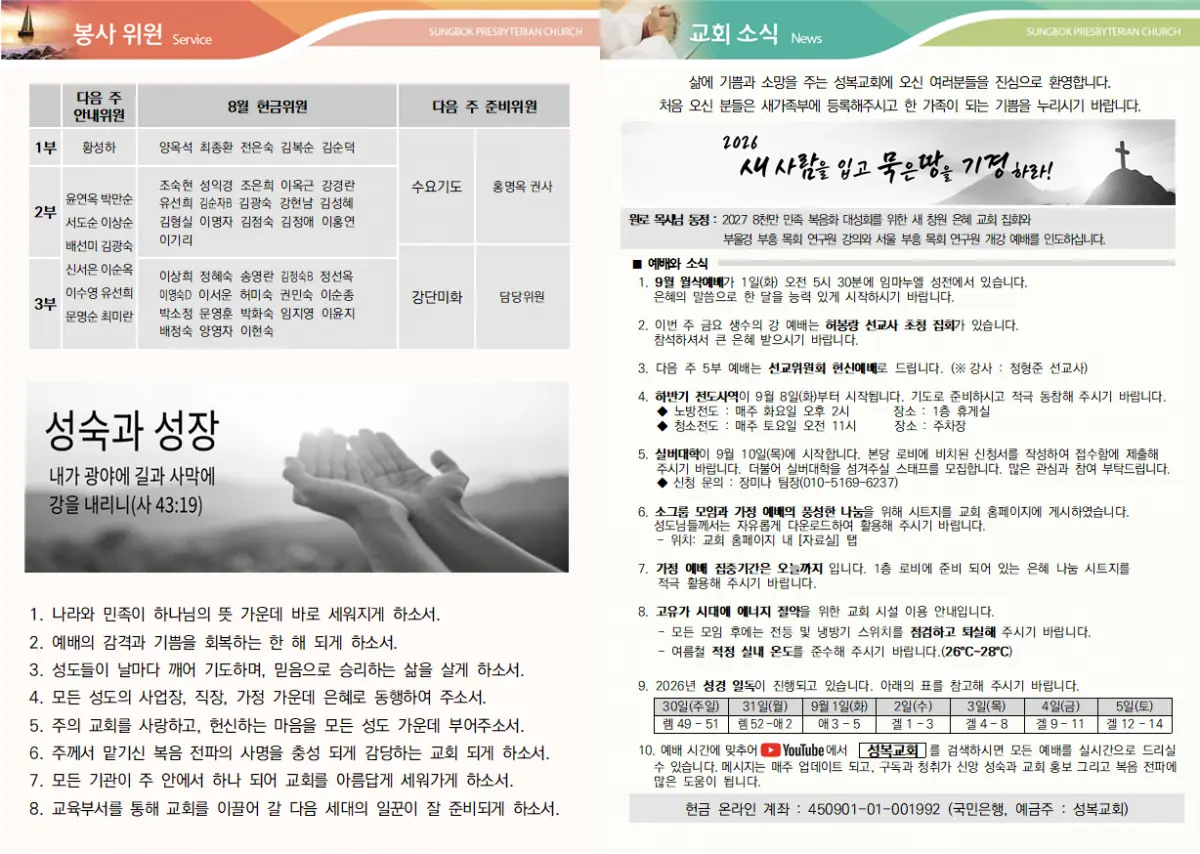 봉사 위원 Service
SUNGBOK PRESBYTERIAN CHURCH
다음 주 안내위원
8월 헌금위원
다음 주 준비위원
1부
황성하
양옥석 최종환 전은숙 김복순 김순덕
2부
윤연옥 박만순
서도순 이상순
배선미 김광숙
신서은 이순옥
이수영 유선희
문명순 최미란
조숙현 성익경 조은희 이옥근 강경란
유선희 김순자B 김광숙 강현남 김성혜
김형실 이명자 김점숙 김정애 이홍연
이기리
3부
이상희 정혜숙 송영란 김정숙B 정선옥
이영숙D 이서운 허미숙 권민숙 이순종
박소정 문영훈 박화숙 임지영 이윤지
배정숙 양영자 이현숙
수요기도
홍명옥 권사
강단미화
담당위원
성숙과 성장
내가 광야에 길과 사막에
강을 내리니(사 43:19)
1. 나라와 민족이 하나님의 뜻 가운데 바로 세워지게 하소서.
2. 예배의 감격과 기쁨을 회복하는 한 해 되게 하소서.
3. 성도들이 날마다 깨어 기도하며, 믿음으로 승리하는 삶을 살게 하소서.
4. 모든 성도의 사업장, 직장, 가정 가운데 은혜로 동행하여 주소서.
5. 주의 교회를 사랑하고, 헌신하는 마음을 모든 성도 가운데 부어주소서.
6. 주께서 맡기신 복음 전파의 사명을 충성 되게 감당하는 교회 되게 하소서.
7. 모든 기관이 주 안에서 하나 되어 교회를 아름답게 세워가게 하소서.
8. 교육부서를 통해 교회를 이끌어 갈 다음 세대의 일꾼이 잘 준비되게 하소서.
교회 소식 News
SUNGBOK PRESBYTERIAN CHURCH
삶에 기쁨과 소망을 주는 성복교회에 오신 여러분들을 진심으로 환영합니다.
처음 오신 분들은 새가족부에 등록해주시고 한 가족이 되는 기쁨을 누리시기 바랍니다.
2026
새 사람을 입고 묵은땅을 기경하라!
원로 목사님 동정 : 2027 8천만 민족 복음화 대성회를 위한 새 창원 은혜 교회 집회와
부울경 부흥 목회 연구원 강의와 서울 부흥 목회 연구원 개강 예배를 인도하십니다.
■ 예배와 소식
1. 9월 월삭예배가 1일(화) 오전 5시 30분에 임마누엘 성전에서 있습니다.
은혜의 말씀으로 한 달을 능력 있게 시작하시기 바랍니다.
2. 이번 주 금요 생수의 강 예배는 허봉랑 선교사 초청 집회가 있습니다.
참석하셔서 큰 은혜 받으시기 바랍니다.
3. 다음 주 5부 예배는 선교위원회 헌신예배로 드립니다. (※ 강사 : 정형준 선교사)
4. 하반기 전도사역이 9월 8일(화)부터 시작됩니다. 기도로 준비하시고 적극 동참해 주시기 바랍니다.
◆ 노방전도 : 매주 화요일 오후 2시 장소 : 1층 휴게실
◆ 청소전도 : 매주 토요일 오전 11시 장소 : 주차장
5. 실버대학이 9월 10일(목)에 시작합니다. 본당 로비에 비치된 신청서를 작성하여 접수함에 제출해
주시기 바랍니다. 더불어 실버대학을 섬겨주실 스태프를 모집합니다. 많은 관심과 참여 부탁드립니다.
◆ 신청 문의 : 장미나 팀장(010-5169-6237)
6. 소그룹 모임과 가정 예배의 풍성한 나눔을 위해 시트지를 교회 홈페이지에 게시하였습니다.
성도님들께서는 자유롭게 다운로드하여 활용해 주시기 바랍니다.
- 위치: 교회 홈페이지 내 [자료실] 탭
7. 가정 예배 집중기간은 오늘까지 입니다. 1층 로비에 준비 되어 있는 은혜 나눔 시트지를
적극 활용해 주시기 바랍니다.
8. 고유가 시대에 에너지 절약을 위한 교회 시설 이용 안내입니다.
- 모든 모임 후에는 전등 및 냉방기 스위치를 점검하고 퇴실해 주시기 바랍니다.
- 여름철 적정 실내 온도를 준수해 주시기 바랍니다.(26℃~28℃)
9. 2026년 성경 일독이 진행되고 있습니다. 아래의 표를 참고해 주시기 바랍니다.
30일(주일) 31일(월) 9월 1일(화) 2일(수) 3일(목) 4일(금) 5일(토)
렘 49 - 51 렘 52 - 애 2 애 3 - 5 겔 1 - 3 겔 4 - 8 겔 9 - 11 겔 12 - 14
10. 예배 시간에 맞추어 YouTube 에서 성복교회 를 검색하시면 모든 예배를 실시간으로 드리실
수 있습니다. 메시지는 매주 업데이트 되고, 구독과 청취가 신앙 성숙과 교회 홍보 그리고 복음 전파에
많은 도움이 됩니다.
헌금 온라인 계좌 : 450901-01-001992 (국민은행, 예금주 : 성복교회)